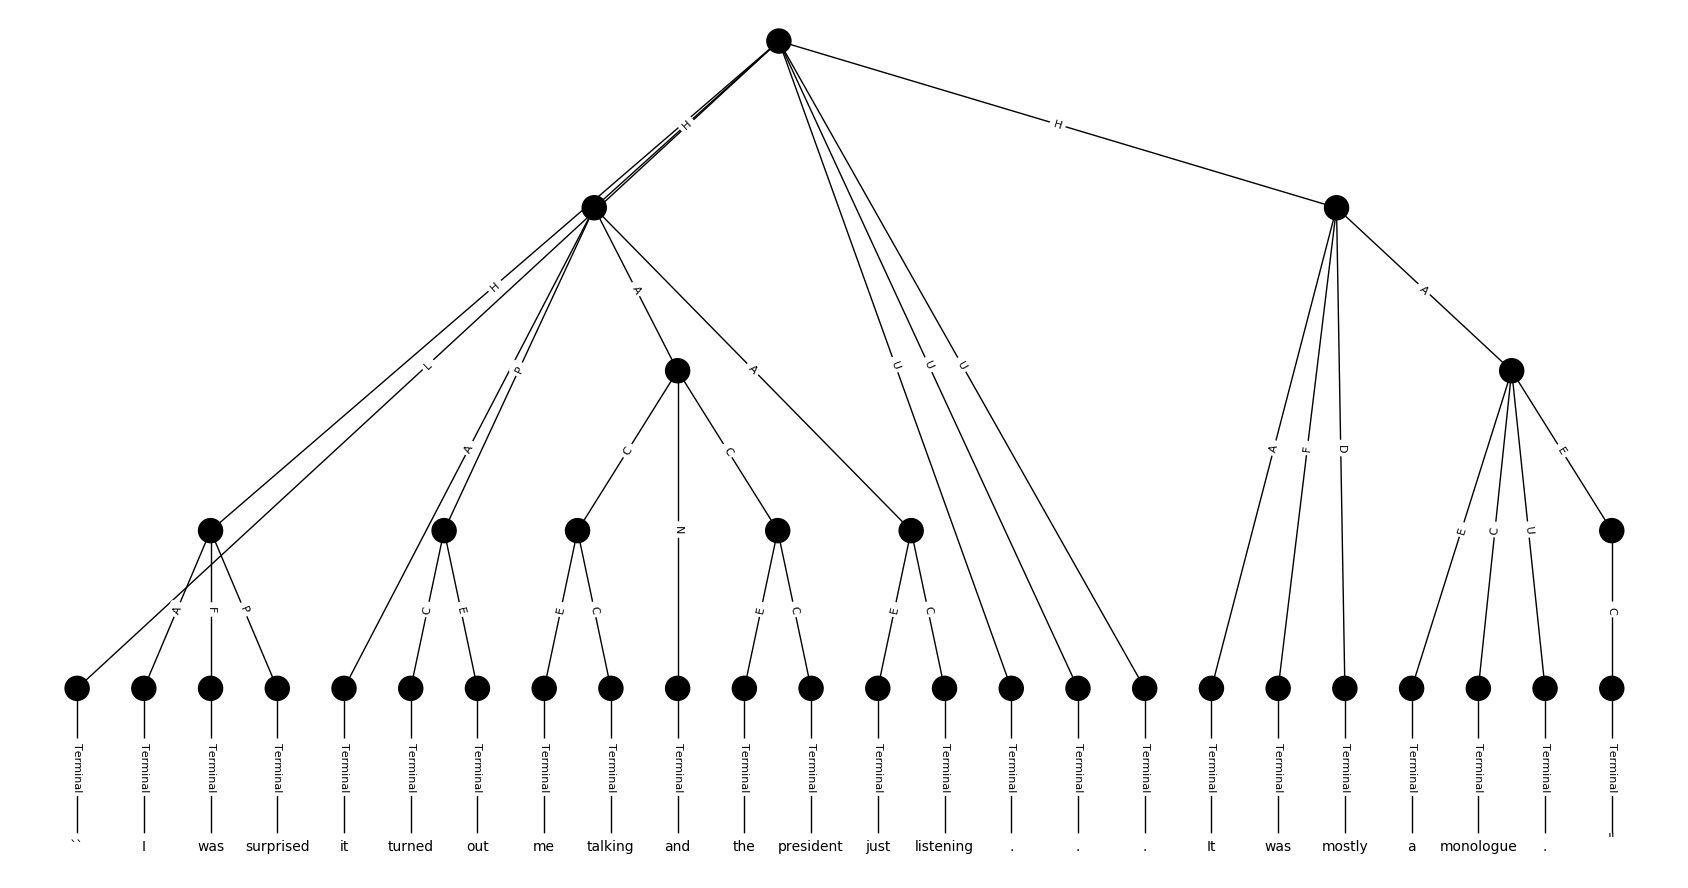 H
H
H
L
P
A
A
A
U
U
U
A
A
F
D
C
N
C
E
C
U
E
A
F
P
C
E
E
C
E
C
E
C
C
Terminal Terminal Terminal Terminal Terminal Terminal Terminal Terminal Terminal Terminal Terminal Terminal Terminal Terminal Terminal Terminal Terminal Terminal Terminal Terminal Terminal Terminal Terminal Terminal
`` I was surprised it turned out me talking and the president just listening . . . It was mostly a monologue . "